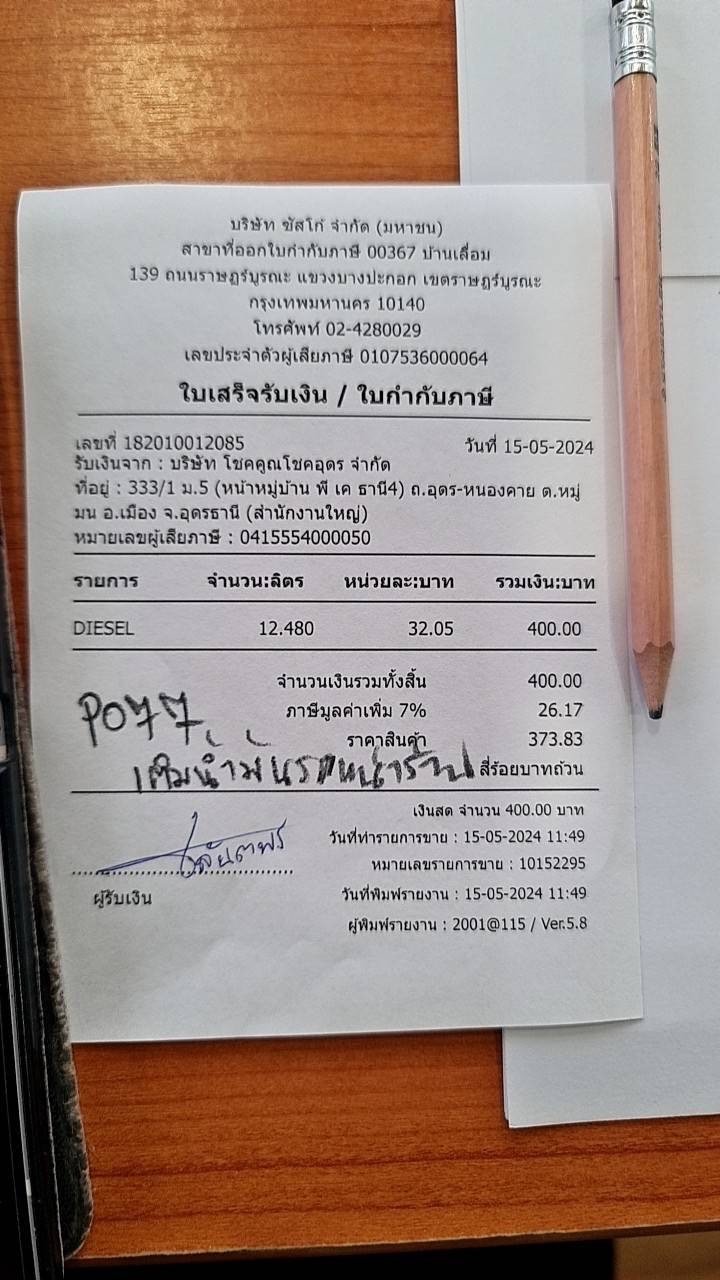 บริษัท ซัสโก้ จำกัด (มหาชน)
สาขาที่ออกใบกำกับภาษี 00367 บ้านเลื่อม
139 ถนนราษฎร์บูรณะ แขวงบางปะกอก เขตราษฎร์บูรณะ
กรุงเทพมหานคร 10140
โทรศัพท์ 02-4280029
เลขประจำตัวผู้เสียภาษี 0107536000064
ใบเสร็จรับเงิน / ใบกำกับภาษี
เลขที่ 182010012085 วันที่ 15-05-2024
รับเงินจาก : บริษัท โชคคูณโชคอุดร จำกัด
ที่อยู่ : 333/1 ม.5 (หน้าหมู่บ้าน พี เค ธานี4) ถ.อุดร-หนองคาย ต.หมู
มน อ.เมือง จ.อุดรธานี (สำนักงานใหญ่)
หมายเลขผู้เสียภาษี : 0415554000050
รายการ จำนวน:ลิตร หน่วยละ:บาท รวมเงิน:บาท
DIESEL 12.480 32.05 400.00
จำนวนเงินรวมทั้งสิ้น 400.00
P077 ภาษีมูลค่าเพิ่ม 7% 26.17
ราคาสินค้า 373.83
เติมน้ำมันรถหน้าร้าน สี่ร้อยบาทถ้วน
เงินสด จำนวน 400.00 บาท
วันที่ทำรายการขาย : 15-05-2024 11:49
หมายเลขรายการขาย : 10152295
ผู้รับเงิน วันที่พิมพ์รายงาน : 15-05-2024 11:49
ผู้พิมพ์รายงาน : 2001@115 / Ver.5.8